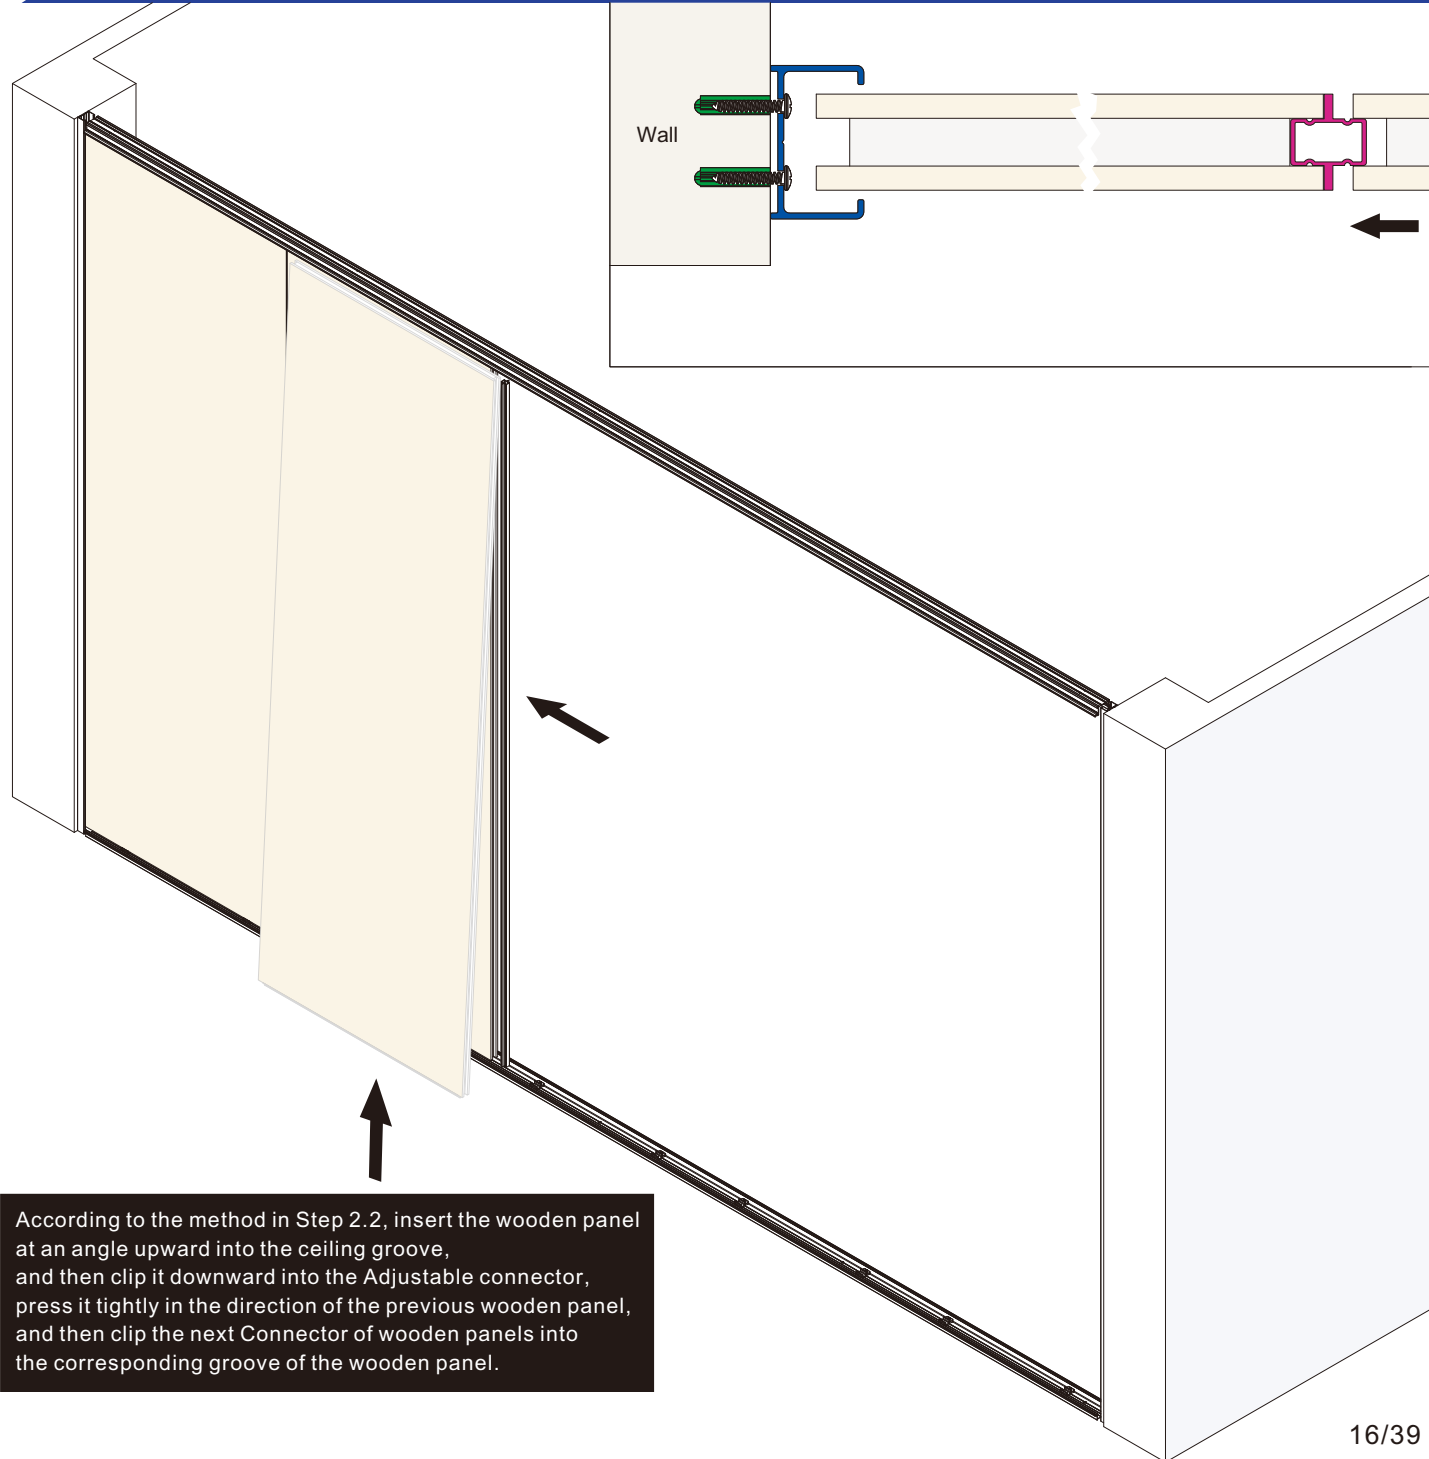 Wall
According to the method in Step 2.2, insert the wooden panel
at an angle upward into the ceiling groove,
and then clip it downward into the Adjustable connector,
press it tightly in the direction of the previous wooden panel,
and then clip the next Connector of wooden panels into
the corresponding groove of the wooden panel.
16/39